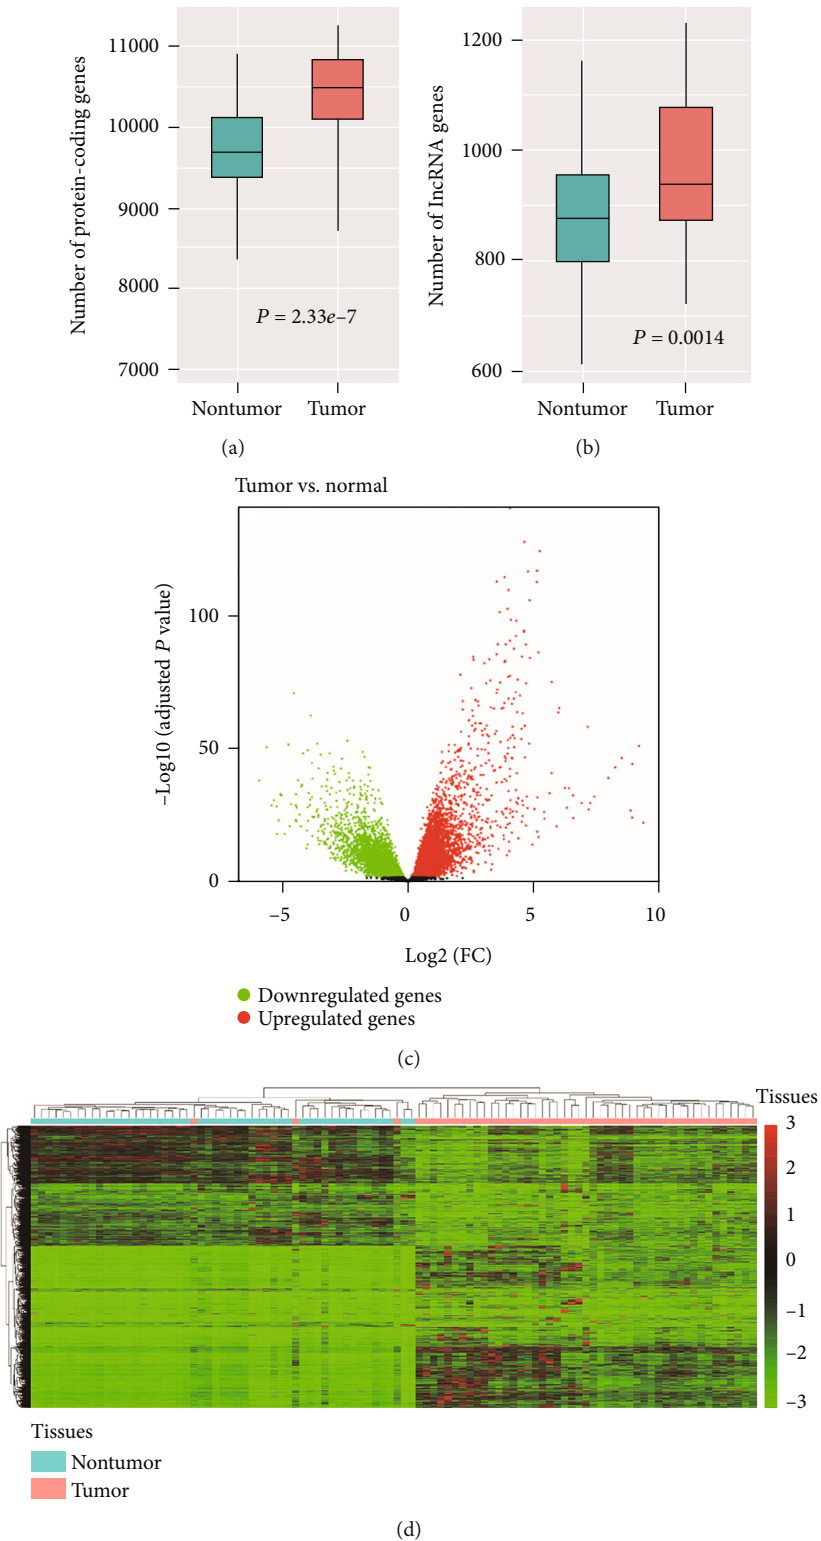 Number of protein-coding genes
11000
10000
9000
8000
7000
P = 2.33e–7
Nontumor
Tumor
(a)
Number of lncRNA genes
1200
1000
800
600
P = 0.0014
Nontumor
Tumor
(b)
Tumor vs. normal
–Log10 (adjusted P value)
100
50
0
–5
0
5
10
Log2 (FC)
Downregulated genes
Upregulated genes
(c)
Tissues
3
2
1
0
–1
–2
–3
Tissues
Nontumor
Tumor
(d)